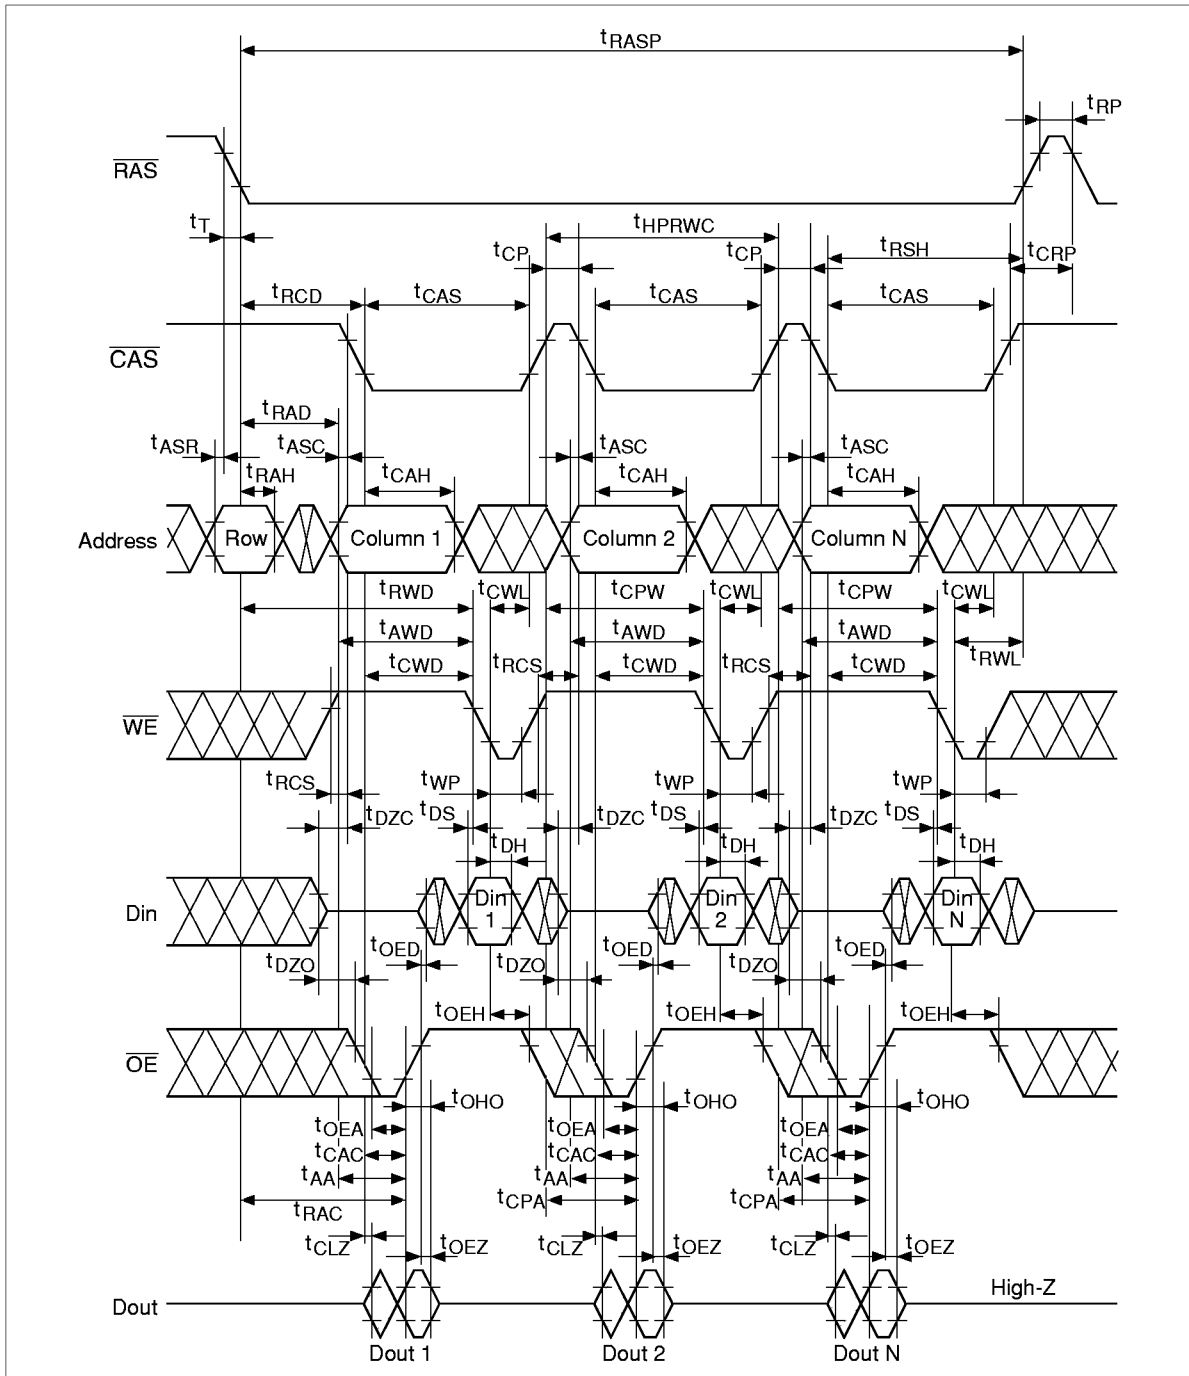 tRASP
tRP
RAS
tT
tHPRWC
tCP
tCP
tRSH
tCRP
tRCD
tCAS
tCAS
tCAS
CAS
tRAD
tASR
tASC
tASC
tASC
tRAH
tCAH
tCAH
tCAH
Address
Row
Column 1
Column 2
Column N
tRWD
tCWL
tCPW
tCWL
tCPW
tCWL
tAWD
tAWD
tAWD
tRWL
tCWD
tRCS
tCWD
tRCS
tCWD
WE
tRCS
tWP
tWP
tWP
tDZC
tDS
tDZC
tDS
tDZC
tDS
tDH
tDH
tDH
Din
Din 1
Din 2
Din N
tDZO
tOED
tDZO
tOED
tDZO
tOED
tOEH
tOEH
tOEH
OE
tOHO
tOHO
tOHO
tOEA
tOEA
tOEA
tCAC
tCAC
tCAC
tAA
tAA
tAA
tRAC
tCPA
tCPA
tCLZ
tOEZ
tCLZ
tOEZ
tCLZ
tOEZ
High-Z
Dout
Dout 1
Dout 2
Dout N